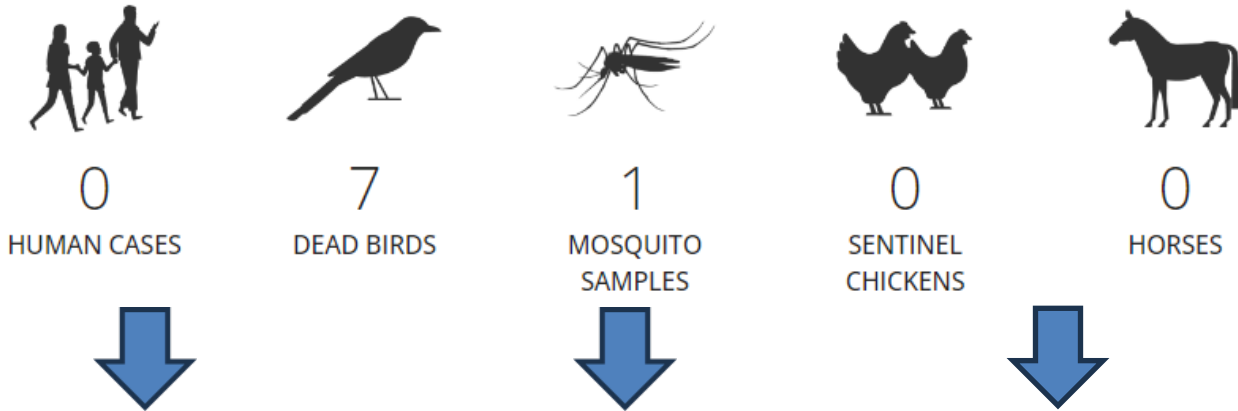 0 7 1 0 0
HUMAN CASES DEAD BIRDS MOSQUITO SENTINEL HORSES
SAMPLES CHICKENS